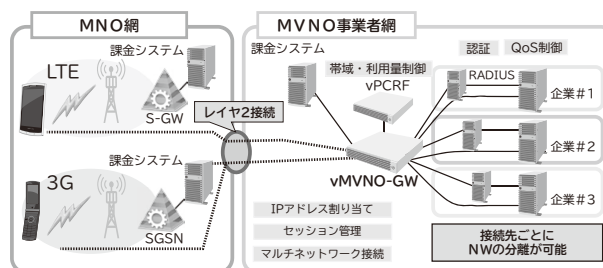 MNO網
課金システム
LTE
S-GW
レイヤ2接続
課金システム
3G
SGSN
MVNO事業者網
課金システム
帯域・利用量制御
vPCRF
vMVNO-GW
IPアドレス割り当て
セッション管理
マルチネットワーク接続
認証
QoS制御
RADIUS
企業#1
企業#2
企業#3
接続先ごとに
NWの分離が可能